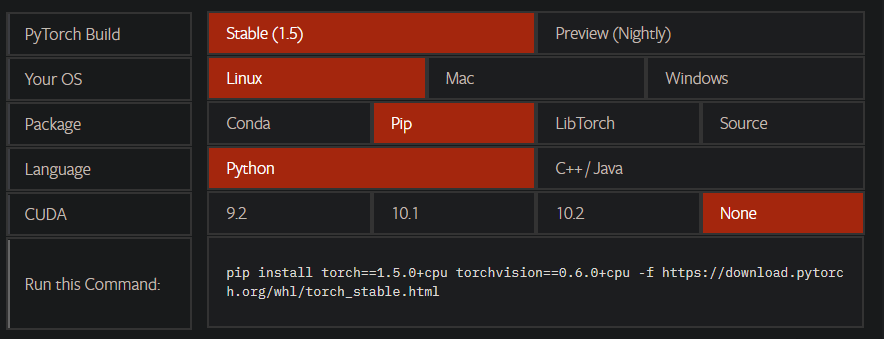 PyTorch Build Stable (1.5) Preview (Nightly)
Your OS Linux Mac Windows
Package Conda Pip LibTorch Source
Language Python C++ / Java
CUDA 9.2 10.1 10.2 None
Run this Command:
pip install torch==1.5.0+cpu torchvision==0.6.0+cpu -f https://download.pytorc
h.org/whl/torch_stable.html